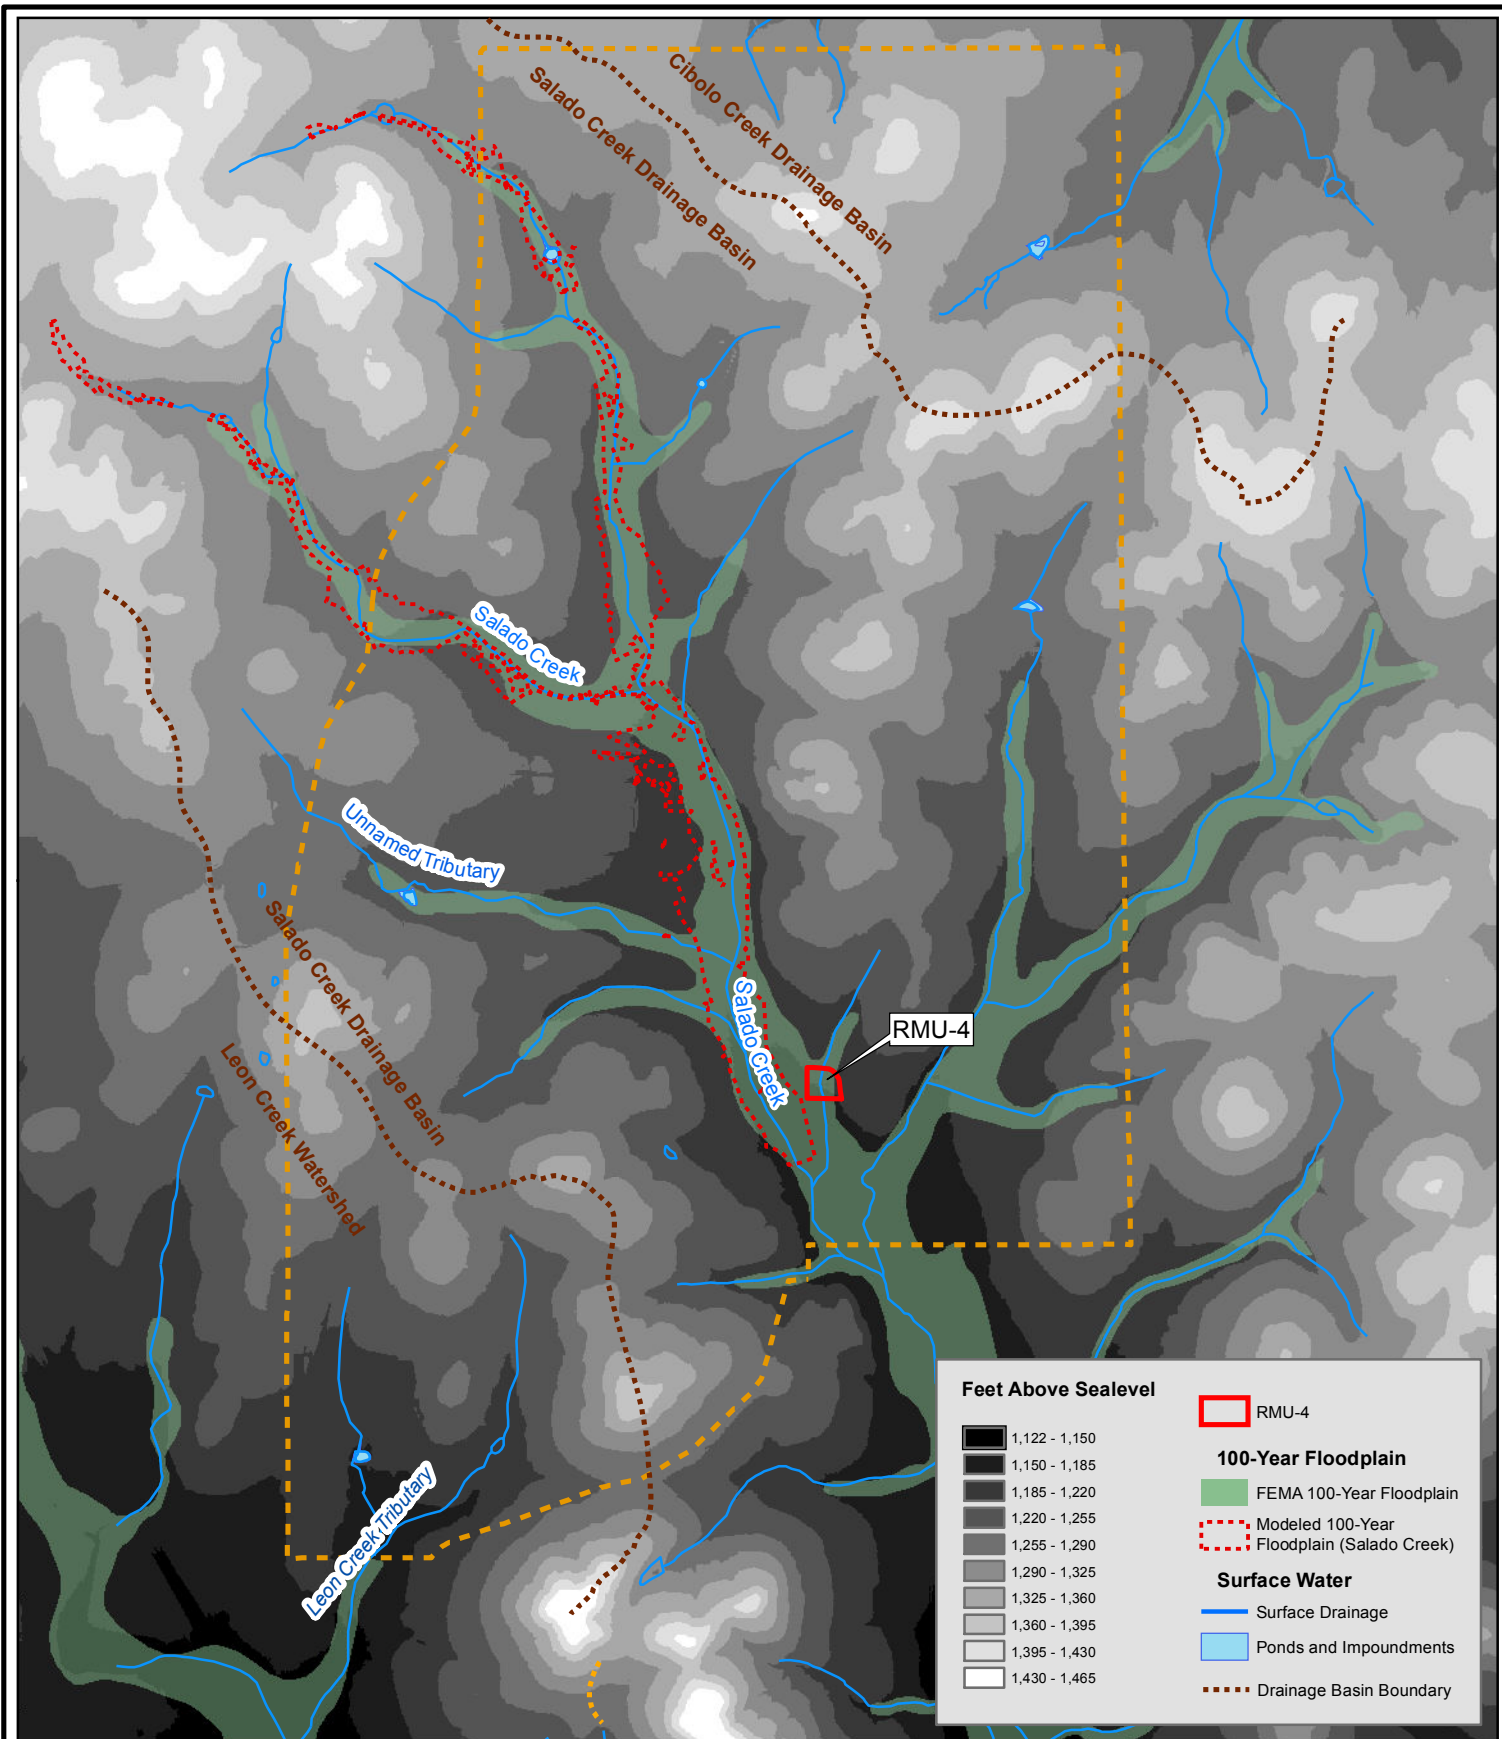 Cibolo Creek Drainage Basin
Salado Creek Drainage Basin
Salado Creek
Unnamed Tributary
Salado Creek Drainage Basin
Leon Creek Watershed
Salado Creek
RMU-4
Leon Creek Tributary
Feet Above Sealevel
1,122 - 1,150
1,150 - 1,185
1,185 - 1,220
1,220 - 1,255
1,255 - 1,290
1,290 - 1,325
1,325 - 1,360
1,360 - 1,395
1,395 - 1,430
1,430 - 1,465
RMU-4
100-Year Floodplain
FEMA 100-Year Floodplain
Modeled 100-Year
Floodplain (Salado Creek)
Surface Water
Surface Drainage
Ponds and Impoundments
Drainage Basin Boundary